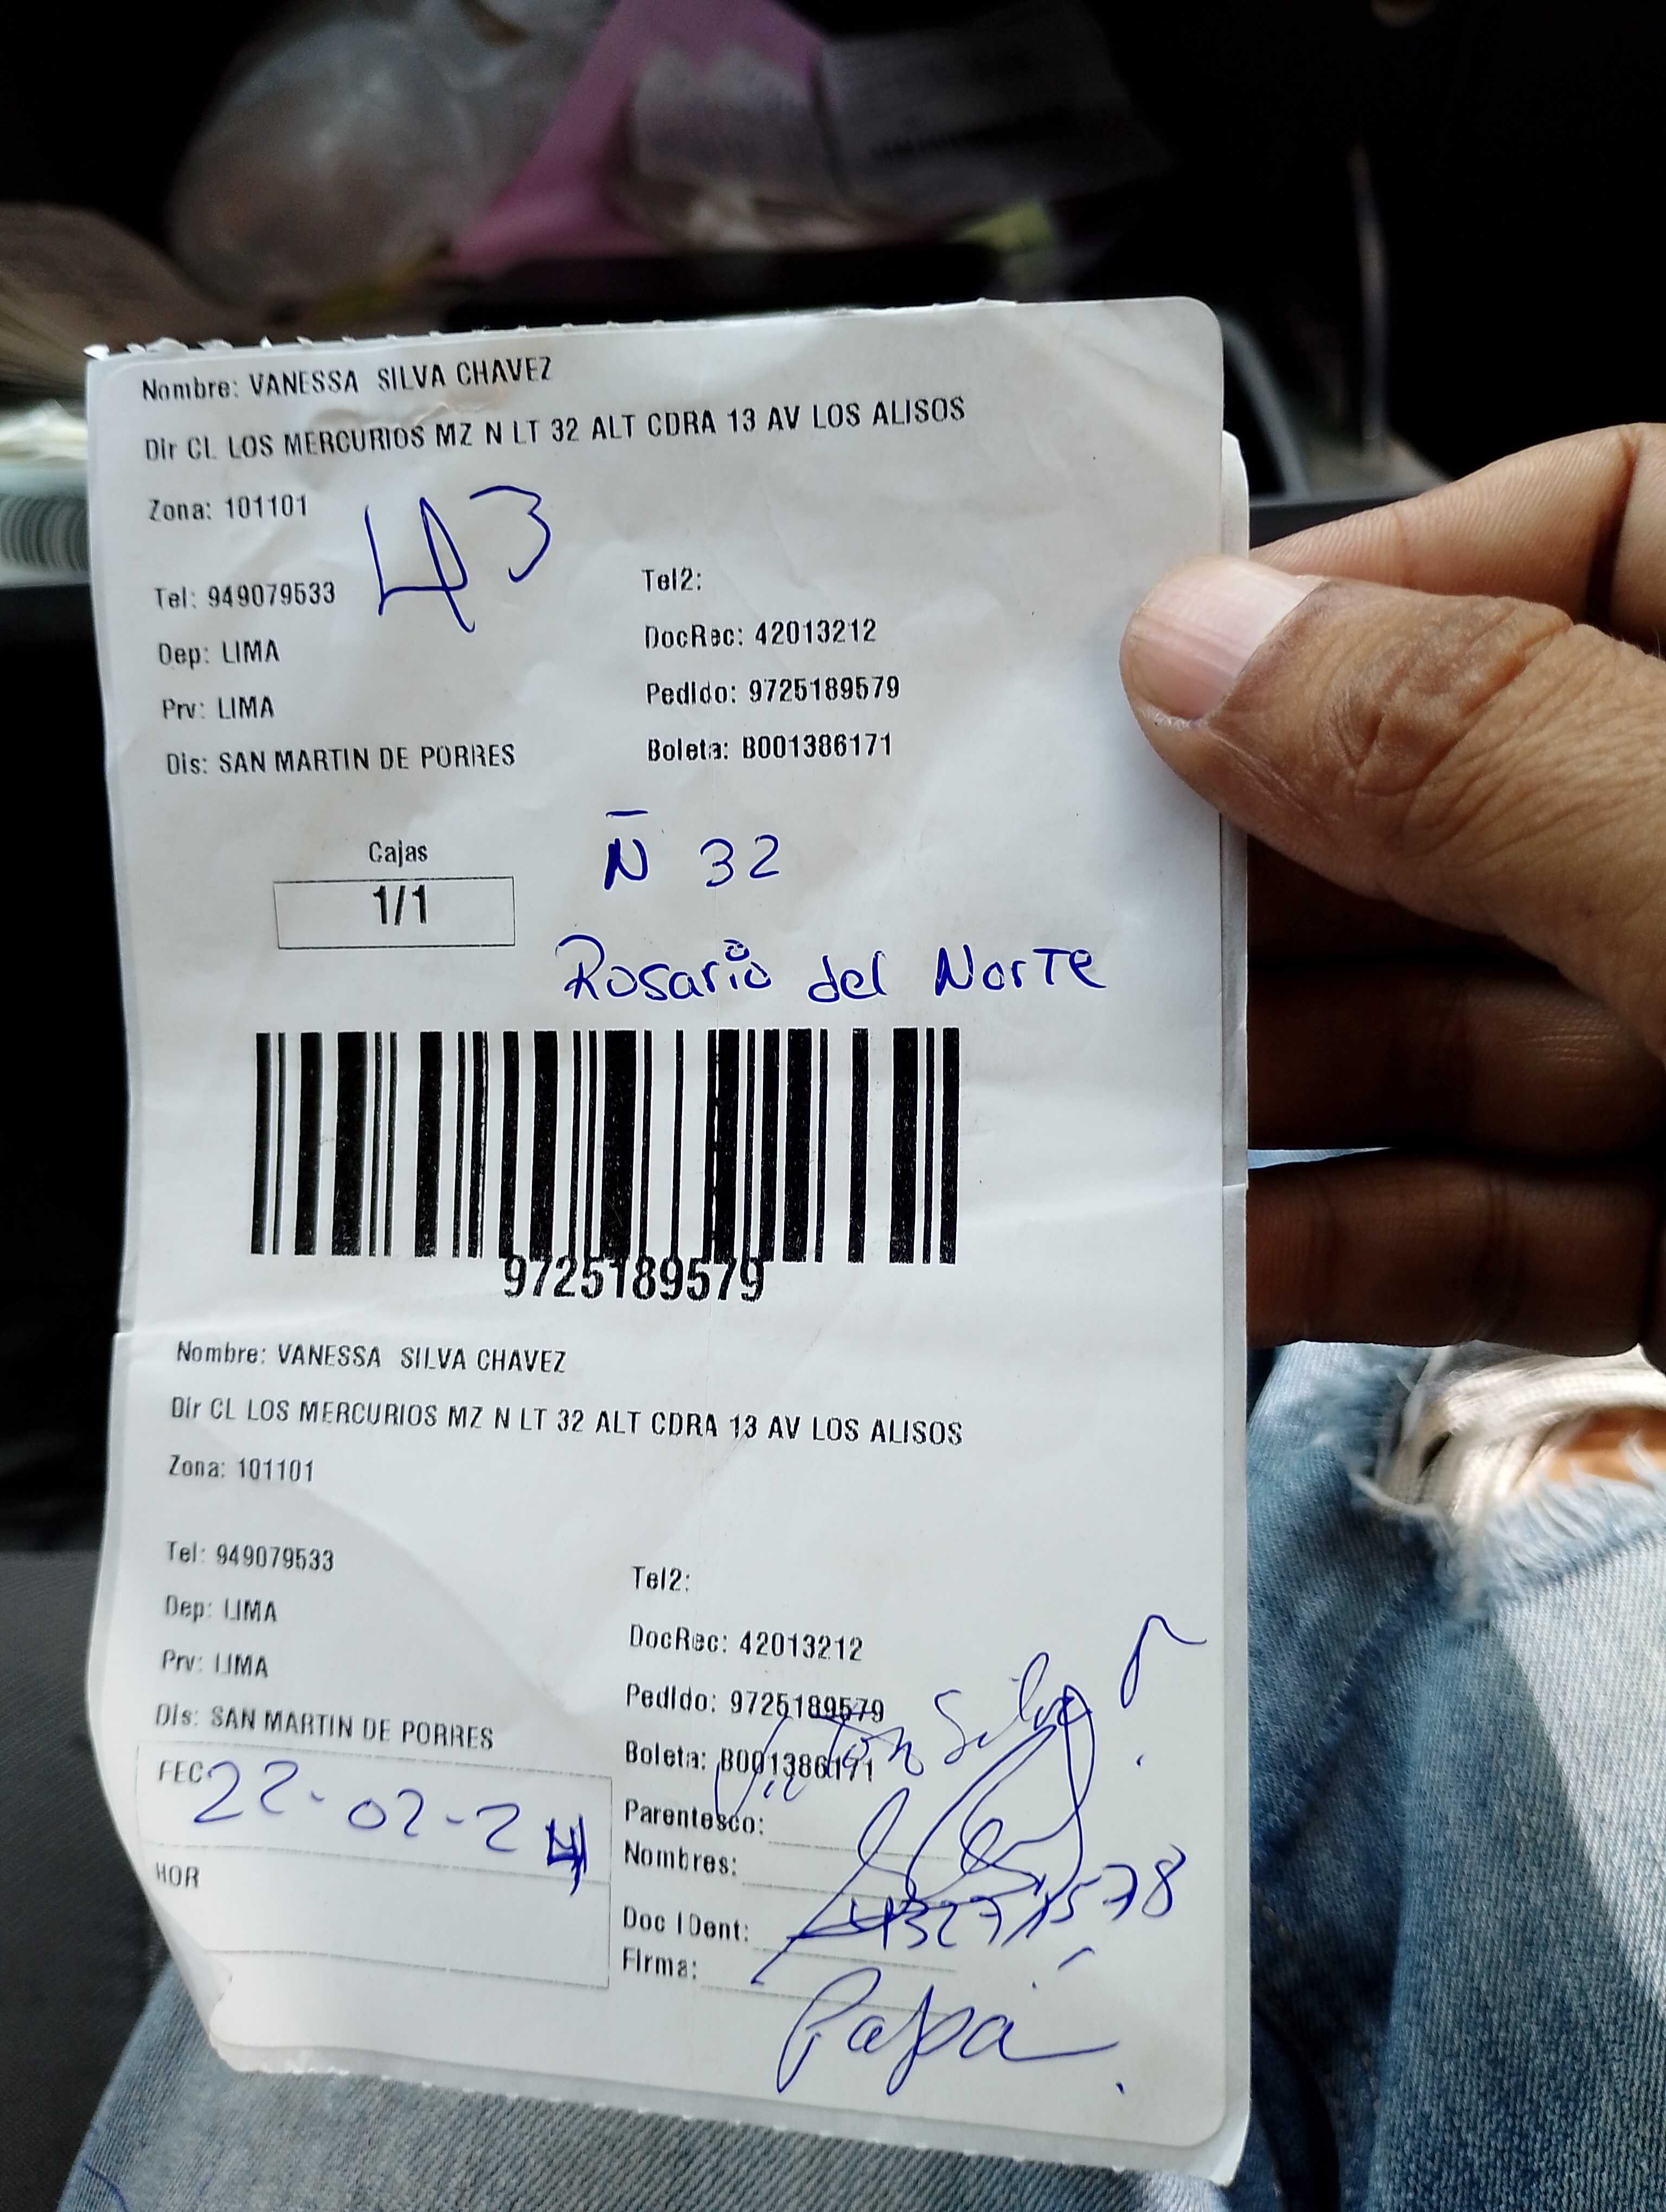 Nombre: VANESSA SILVA CHAVEZ
Dir CL LOS MERCURIOS MZ N LT 32 ALT CDRA 13 AV LOS ALISOS
Zona: 101101
Tel: 949079533
Tel2:
Dep: LIMA
DocRec: 42013212
Prv: LIMA
Pedido: 9725189579
Dis: SAN MARTIN DE PORRES
Boleta: B001386171
Cajas
1/1
Ñ 32
Rosario del Norte
9725189579
Nombre: VANESSA SILVA CHAVEZ
Dir CL LOS MERCURIOS MZ N LT 32 ALT CDRA 13 AV LOS ALISOS
Zona: 101101
Tel: 949079533
Tel2:
Dep: LIMA
DocRec: 42013212
Prv: LIMA
Pedido: 9725189579
Dis: SAN MARTIN DE PORRES
Silva
Boleta: B001386171
FEC 22-02-24
Parentesco:
Nombres:
HOR
Doc IDent:
Firma:
Papá